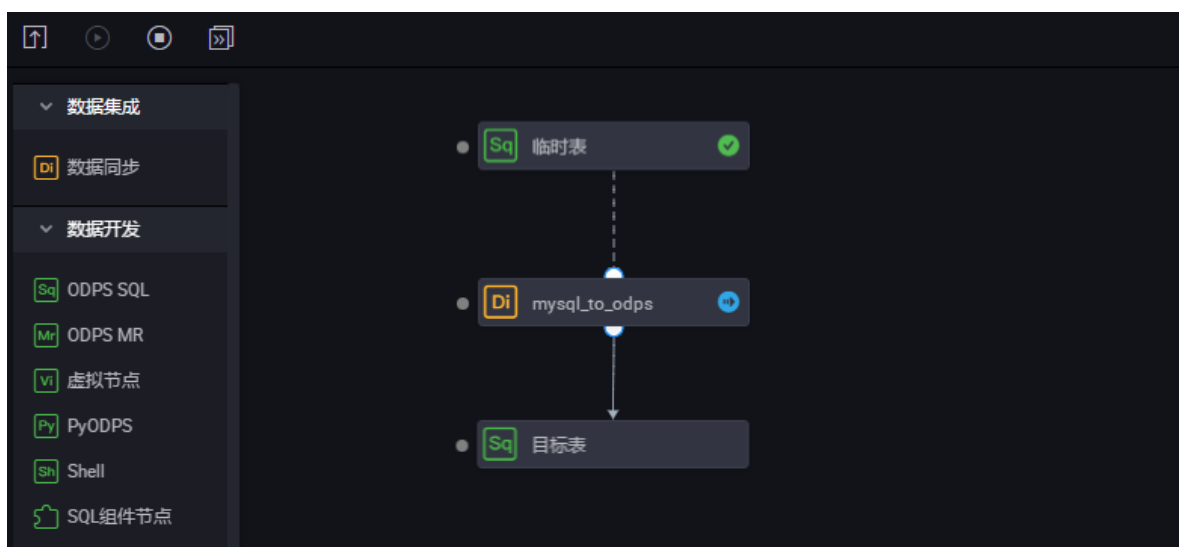 数据集成
Di 数据同步
数据开发
Sq ODPS SQL
Mr ODPS MR
Vi 虚拟节点
Py PyODPS
Sh Shell
SQL组件节点
Sq 临时表
Di mysql_to_odps
Sq 目标表